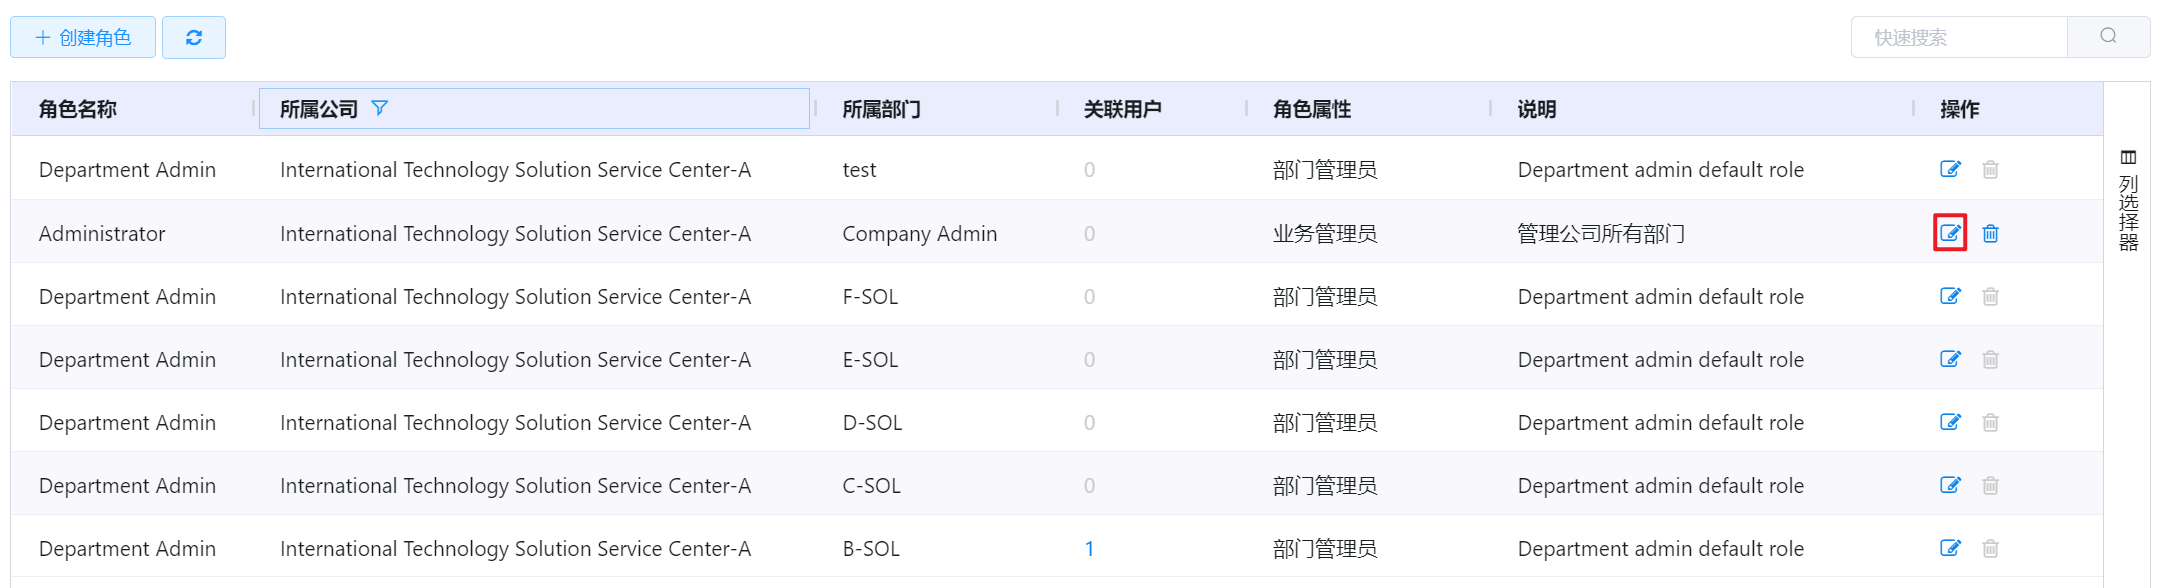 创建角色
快速搜索
角色名称 所属公司 所属部门 关联用户 角色属性 说明 操作
Department Admin International Technology Solution Service Center-A test 0 部门管理员 Department admin default role
Administrator International Technology Solution Service Center-A Company Admin 0 业务管理员 管理公司所有部门
Department Admin International Technology Solution Service Center-A F-SOL 0 部门管理员 Department admin default role
Department Admin International Technology Solution Service Center-A E-SOL 0 部门管理员 Department admin default role
Department Admin International Technology Solution Service Center-A D-SOL 0 部门管理员 Department admin default role
Department Admin International Technology Solution Service Center-A C-SOL 0 部门管理员 Department admin default role
Department Admin International Technology Solution Service Center-A B-SOL 1 部门管理员 Department admin default role
列选择器